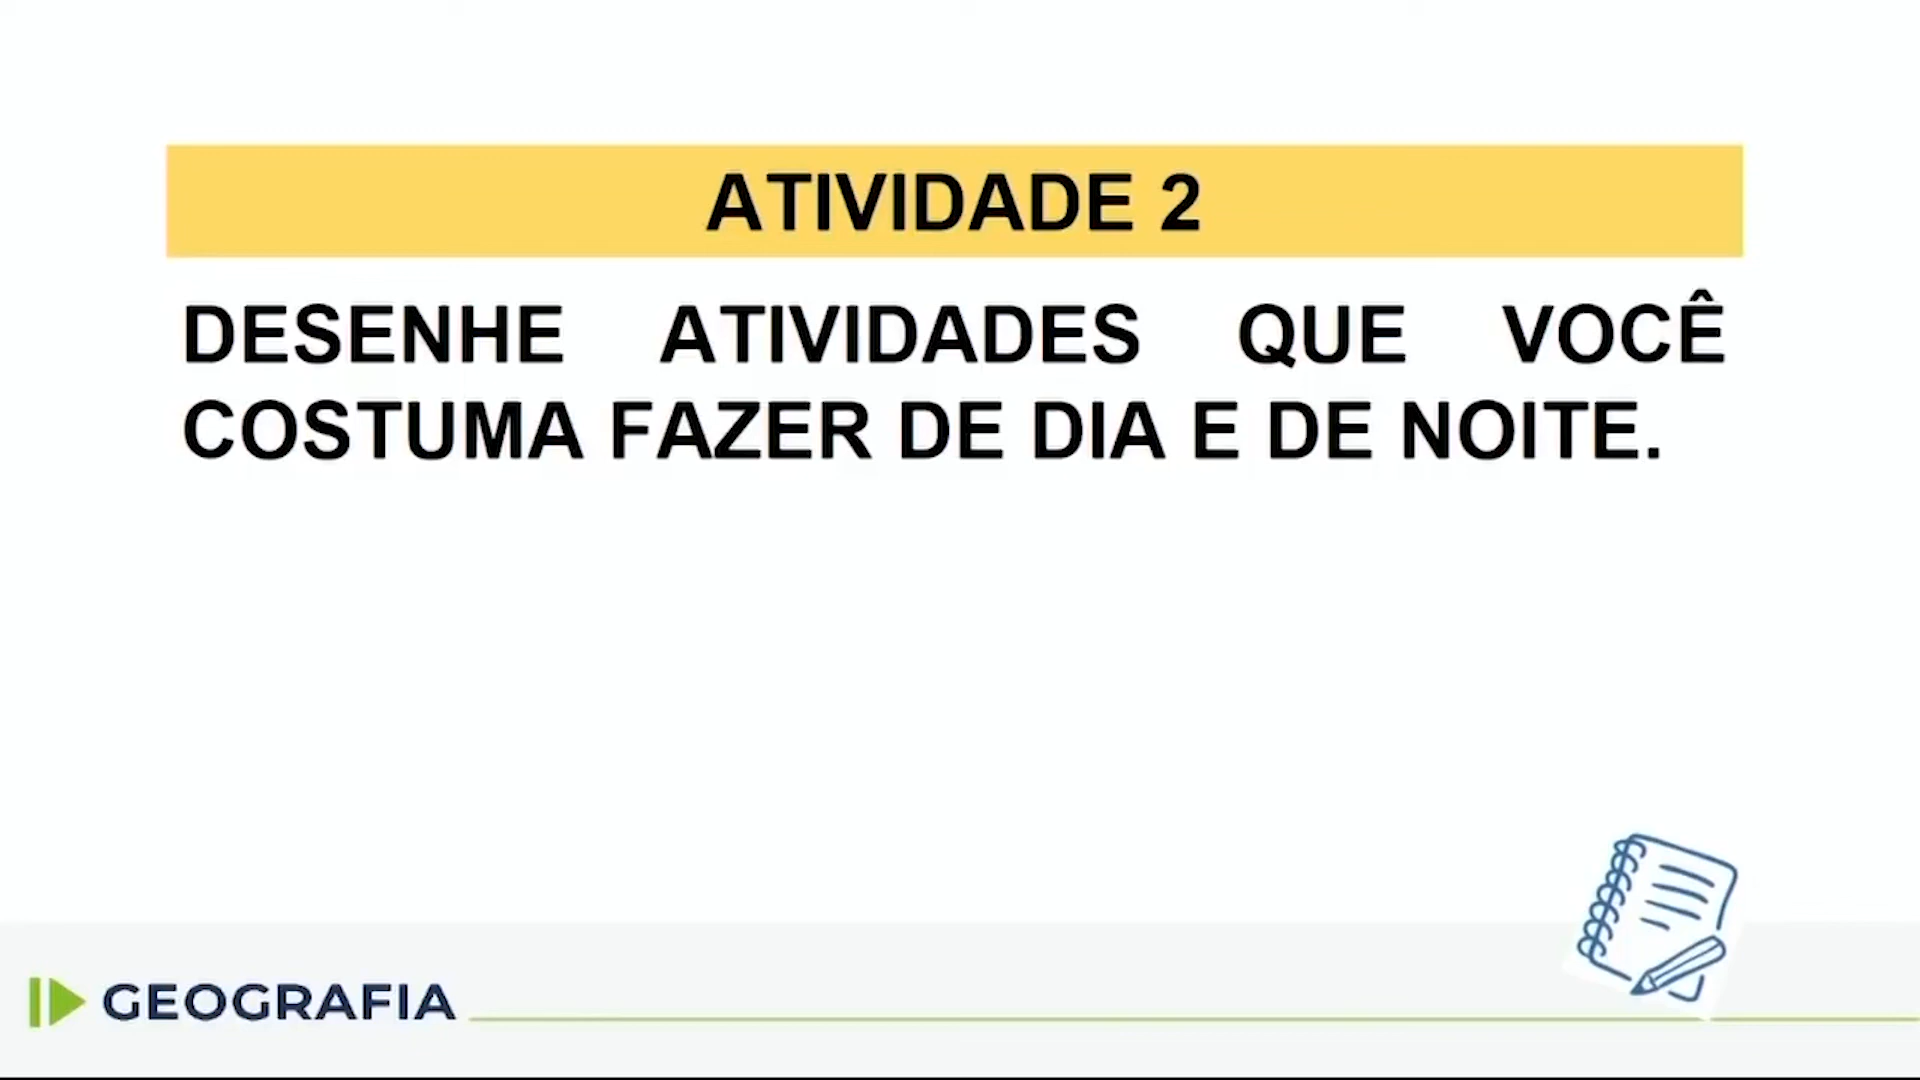 ATIVIDADE 2
DESENHE ATIVIDADES QUE VOCÊ
COSTUMA FAZER DE DIA E DE NOITE.
GEOGRAFIA